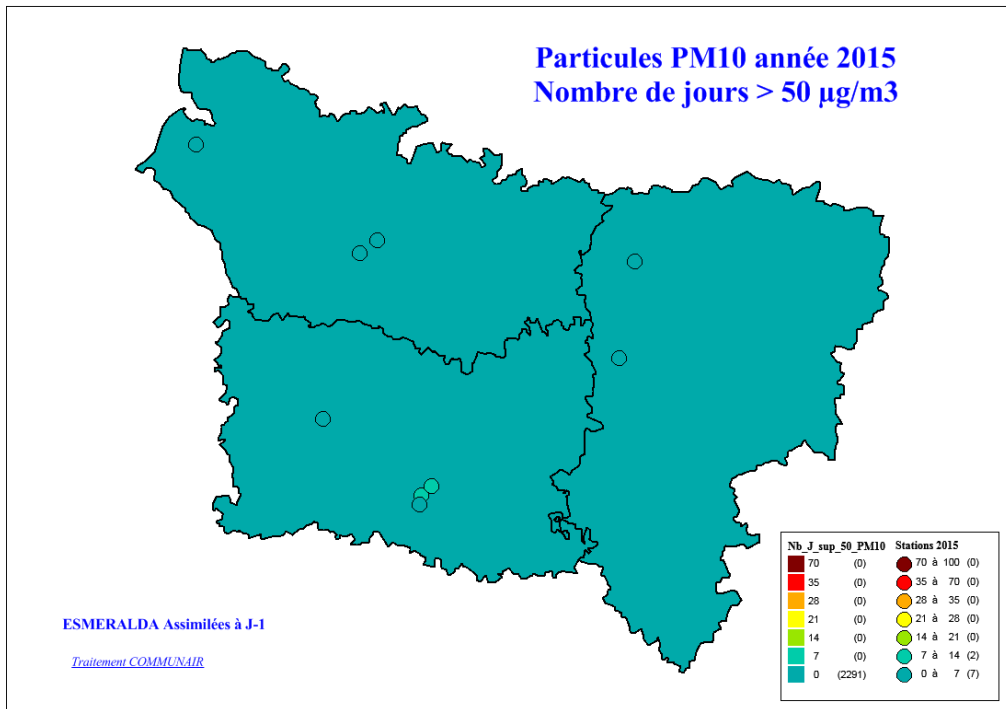 Particules PM10 année 2015
Nombre de jours > 50 µg/m3
Nb_J_sup_50_PM10 Stations 2015
70 (0) 70 à 100 (0)
35 (0) 35 à 70 (0)
28 (0) 28 à 35 (0)
21 (0) 21 à 28 (0)
14 (0) 14 à 21 (0)
7 (0) 7 à 14 (2)
0 (2291) 0 à 7 (7)
ESMERALDA Assimilées à J-1
Traitement COMMUNAIR